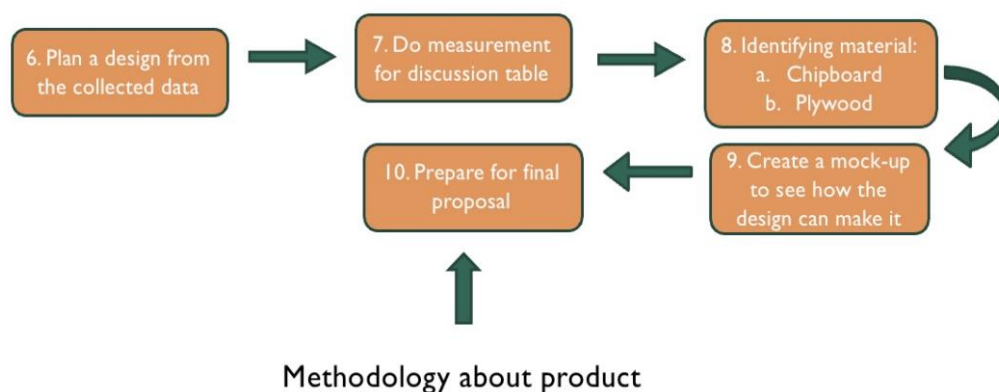 6. Plan a design from
the collected data
7. Do measurement
for discussion table
8. Identifying material:
a. Chipboard
b. Plywood
9. Create a mock-up
to see how the
design can make it
10. Prepare for final
proposal
Methodology about product